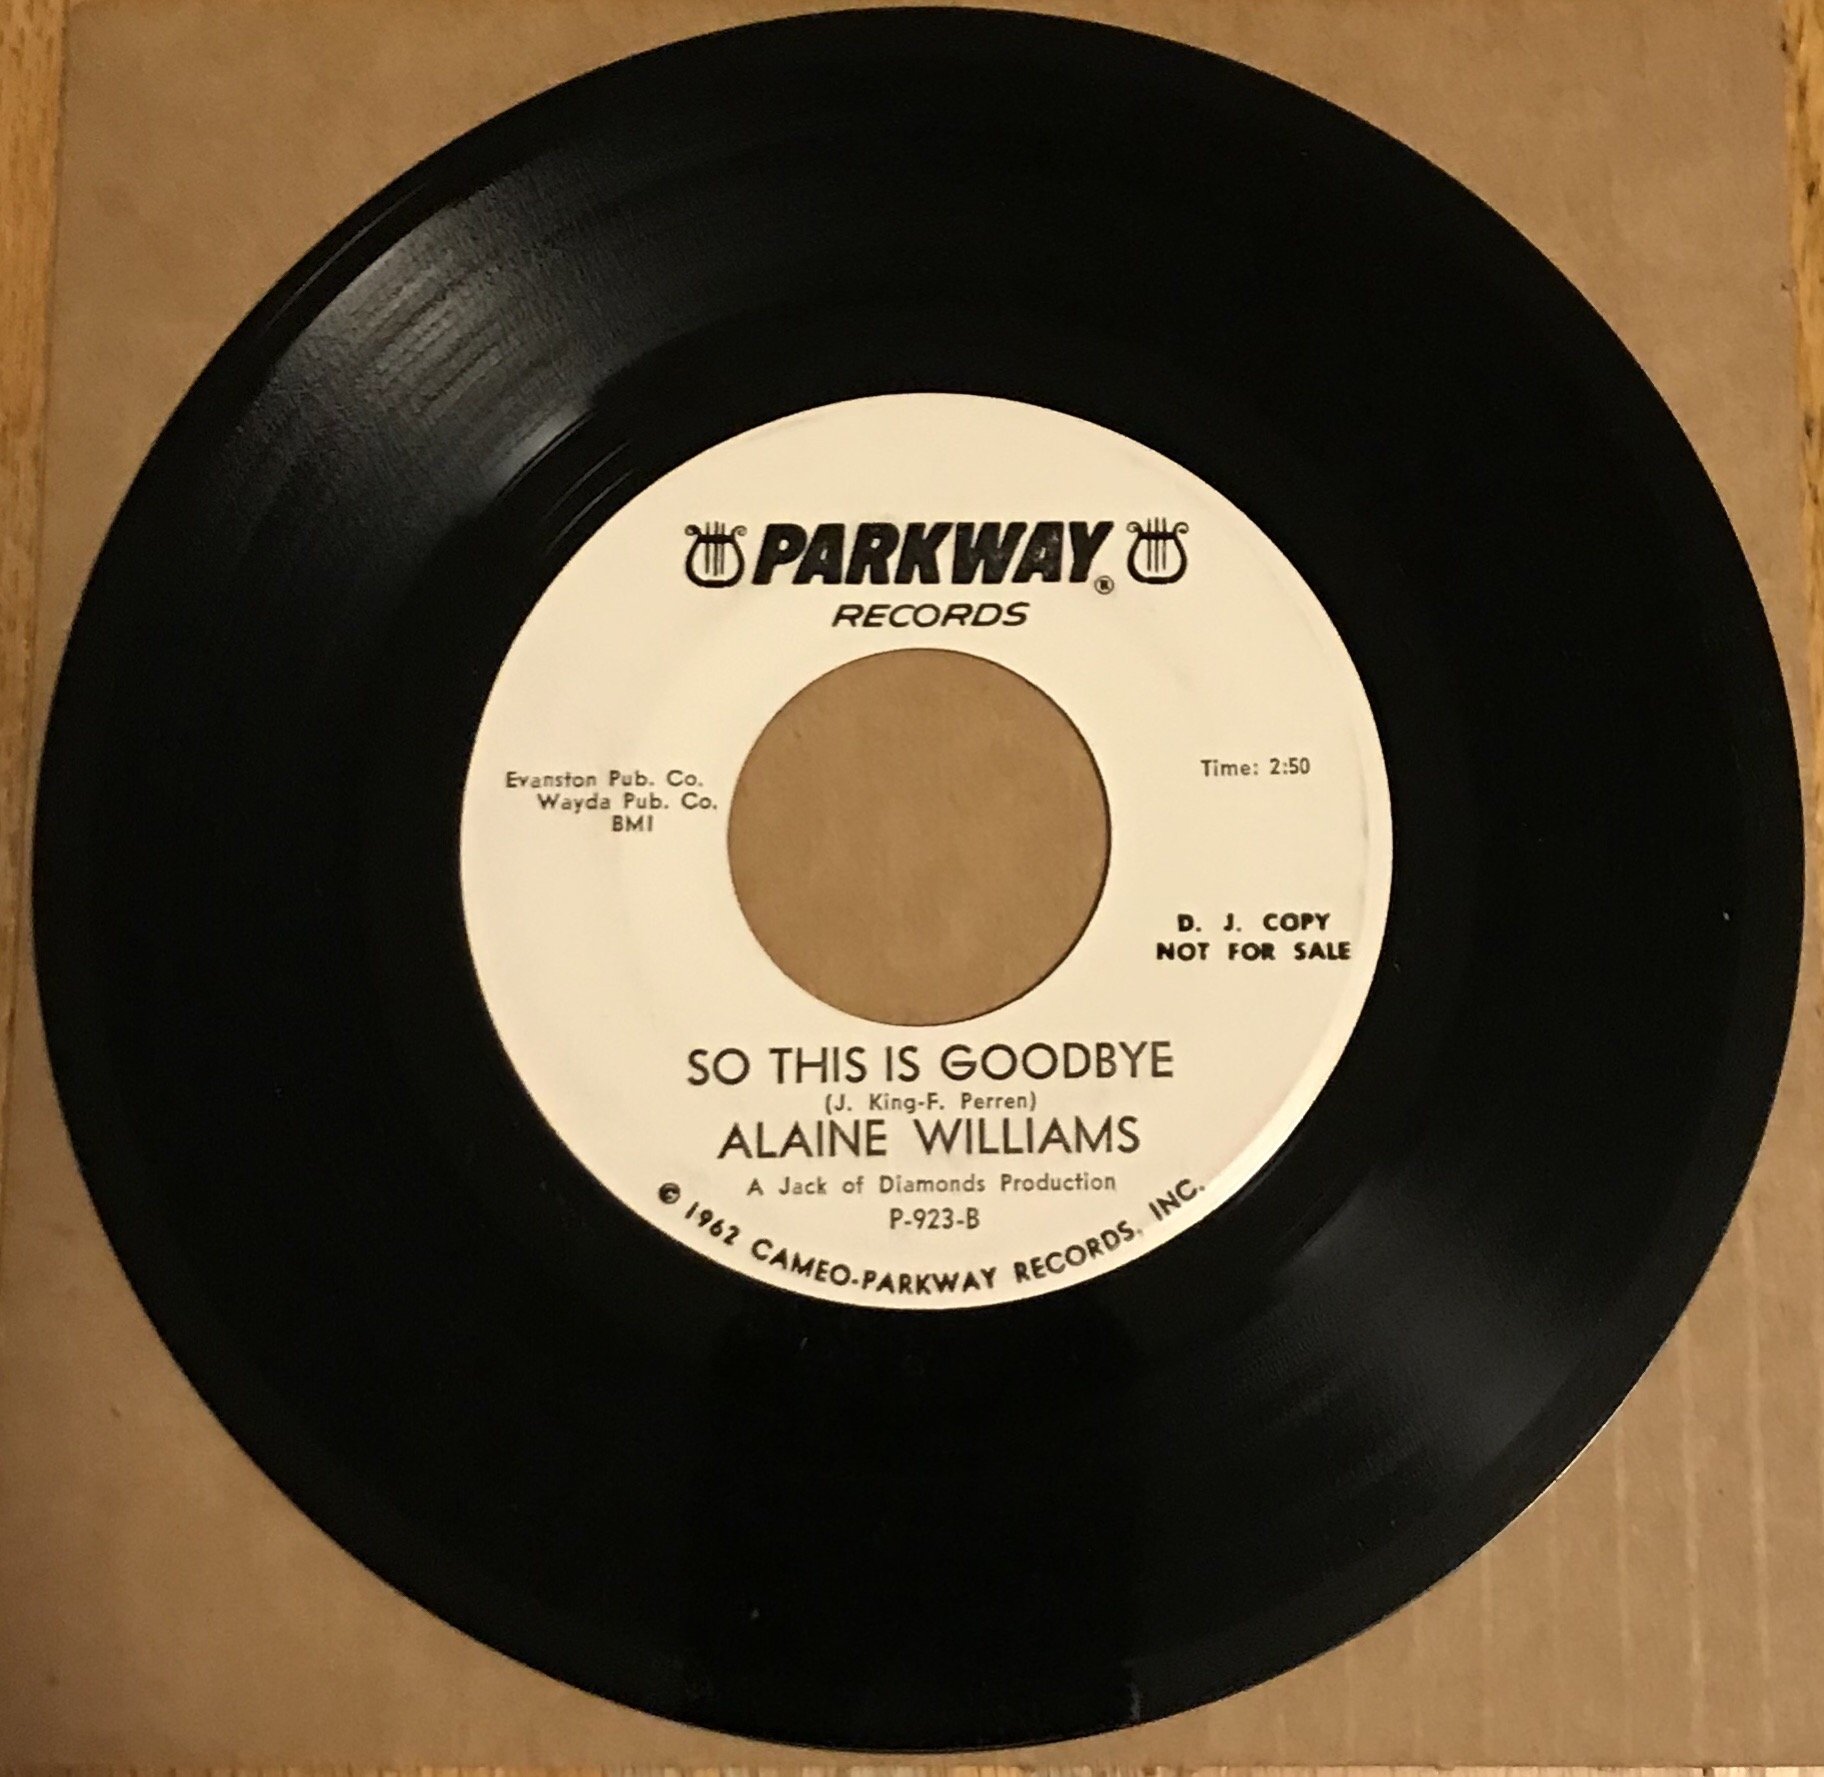 PARKWAY®
RECORDS
Evanston Pub. Co.
Wayda Pub. Co.
BMI
Time: 2:50
D. J. COPY
NOT FOR SALE
SO THIS IS GOODBYE
(J. King-F. Perren)
ALAINE WILLIAMS
A Jack of Diamonds Production
P-923-B
© 1962 CAMEO-PARKWAY RECORDS, INC.